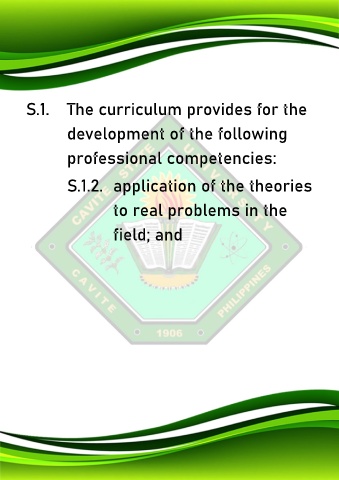 S.1. The curriculum provides for the
development of the following
professional competencies:
S.1.2. application of the theories
to real problems in the
field; and
CAVITE STATE UNIVERSITY
CAVITE
1906
PHILIPPINES